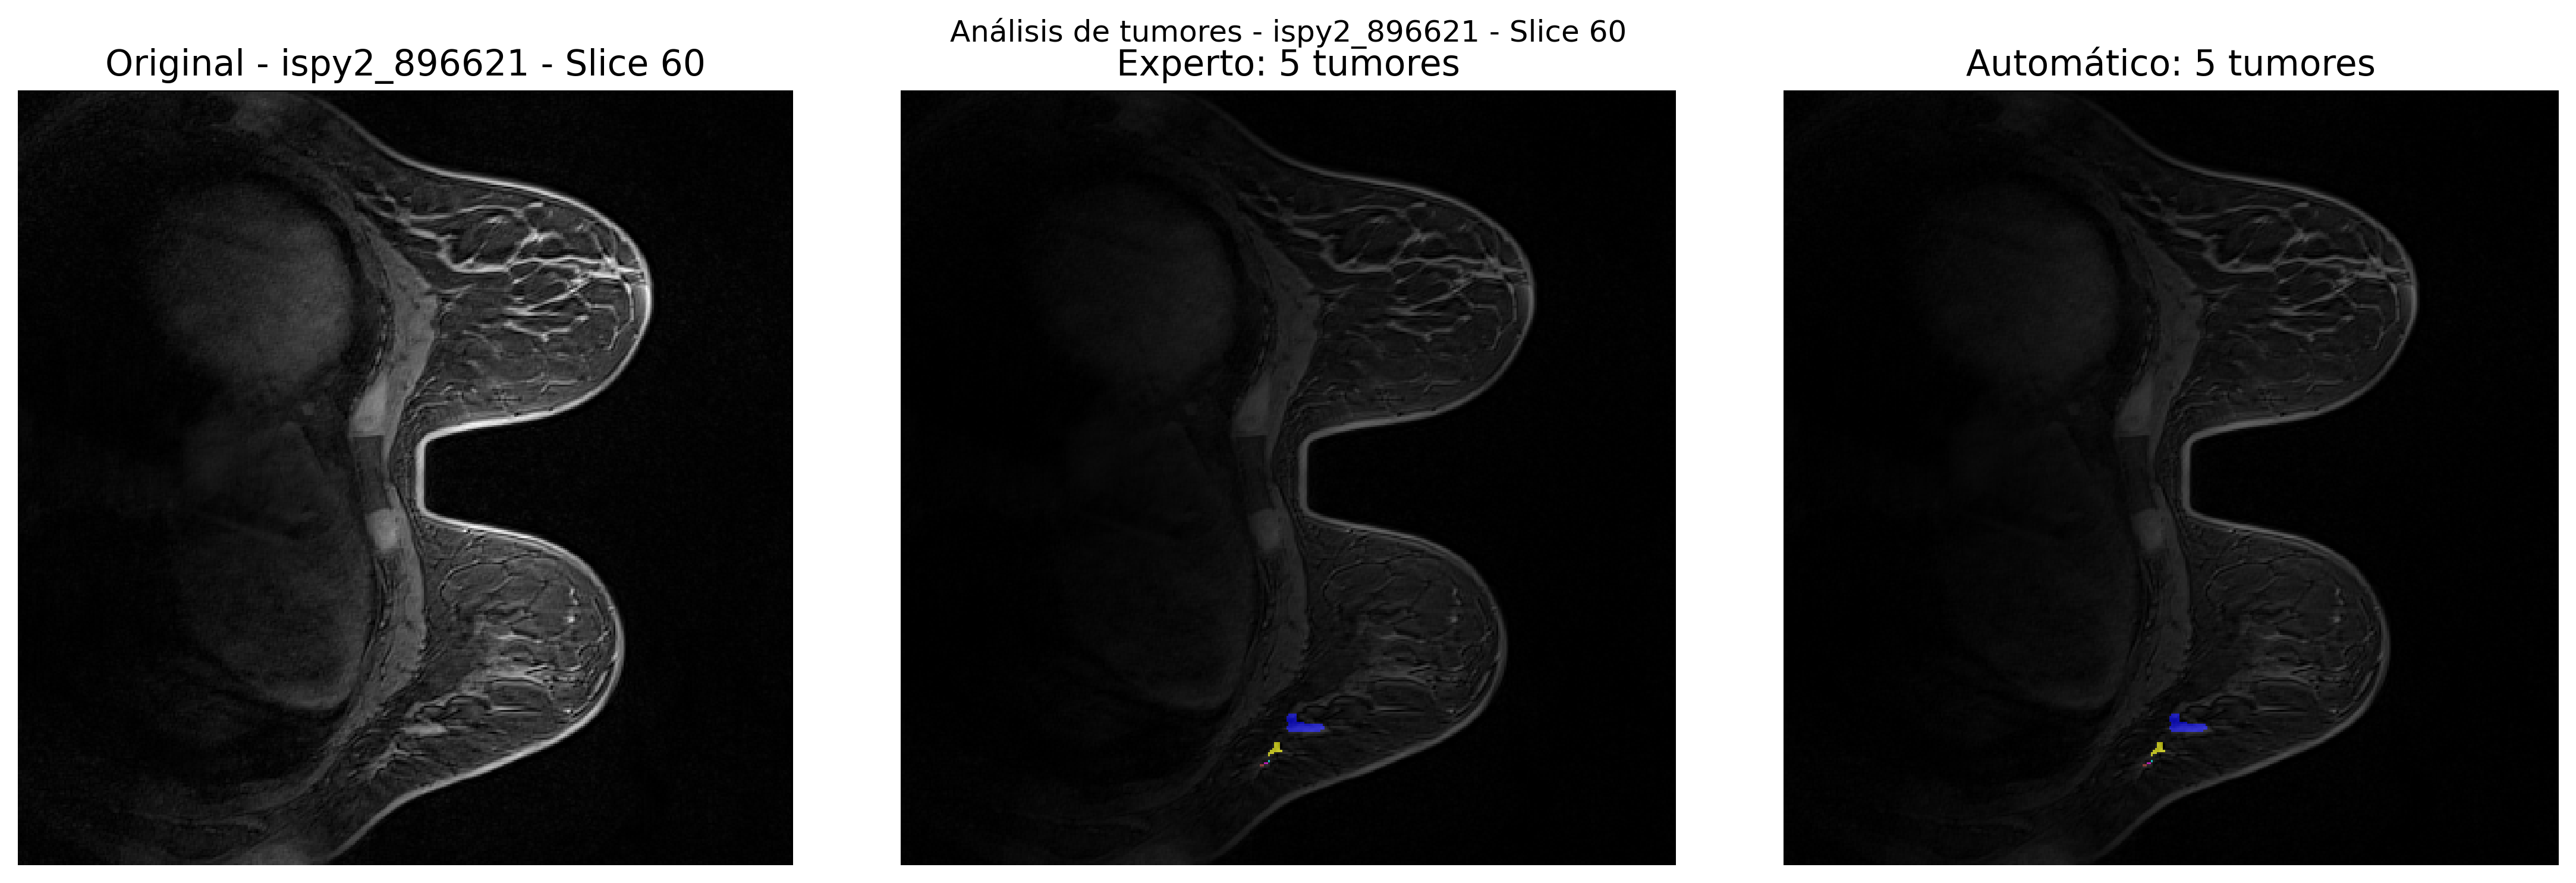 Análisis de tumores - ispy2_896621 - Slice 60
Original - ispy2_896621 - Slice 60
Experto: 5 tumores
Automático: 5 tumores